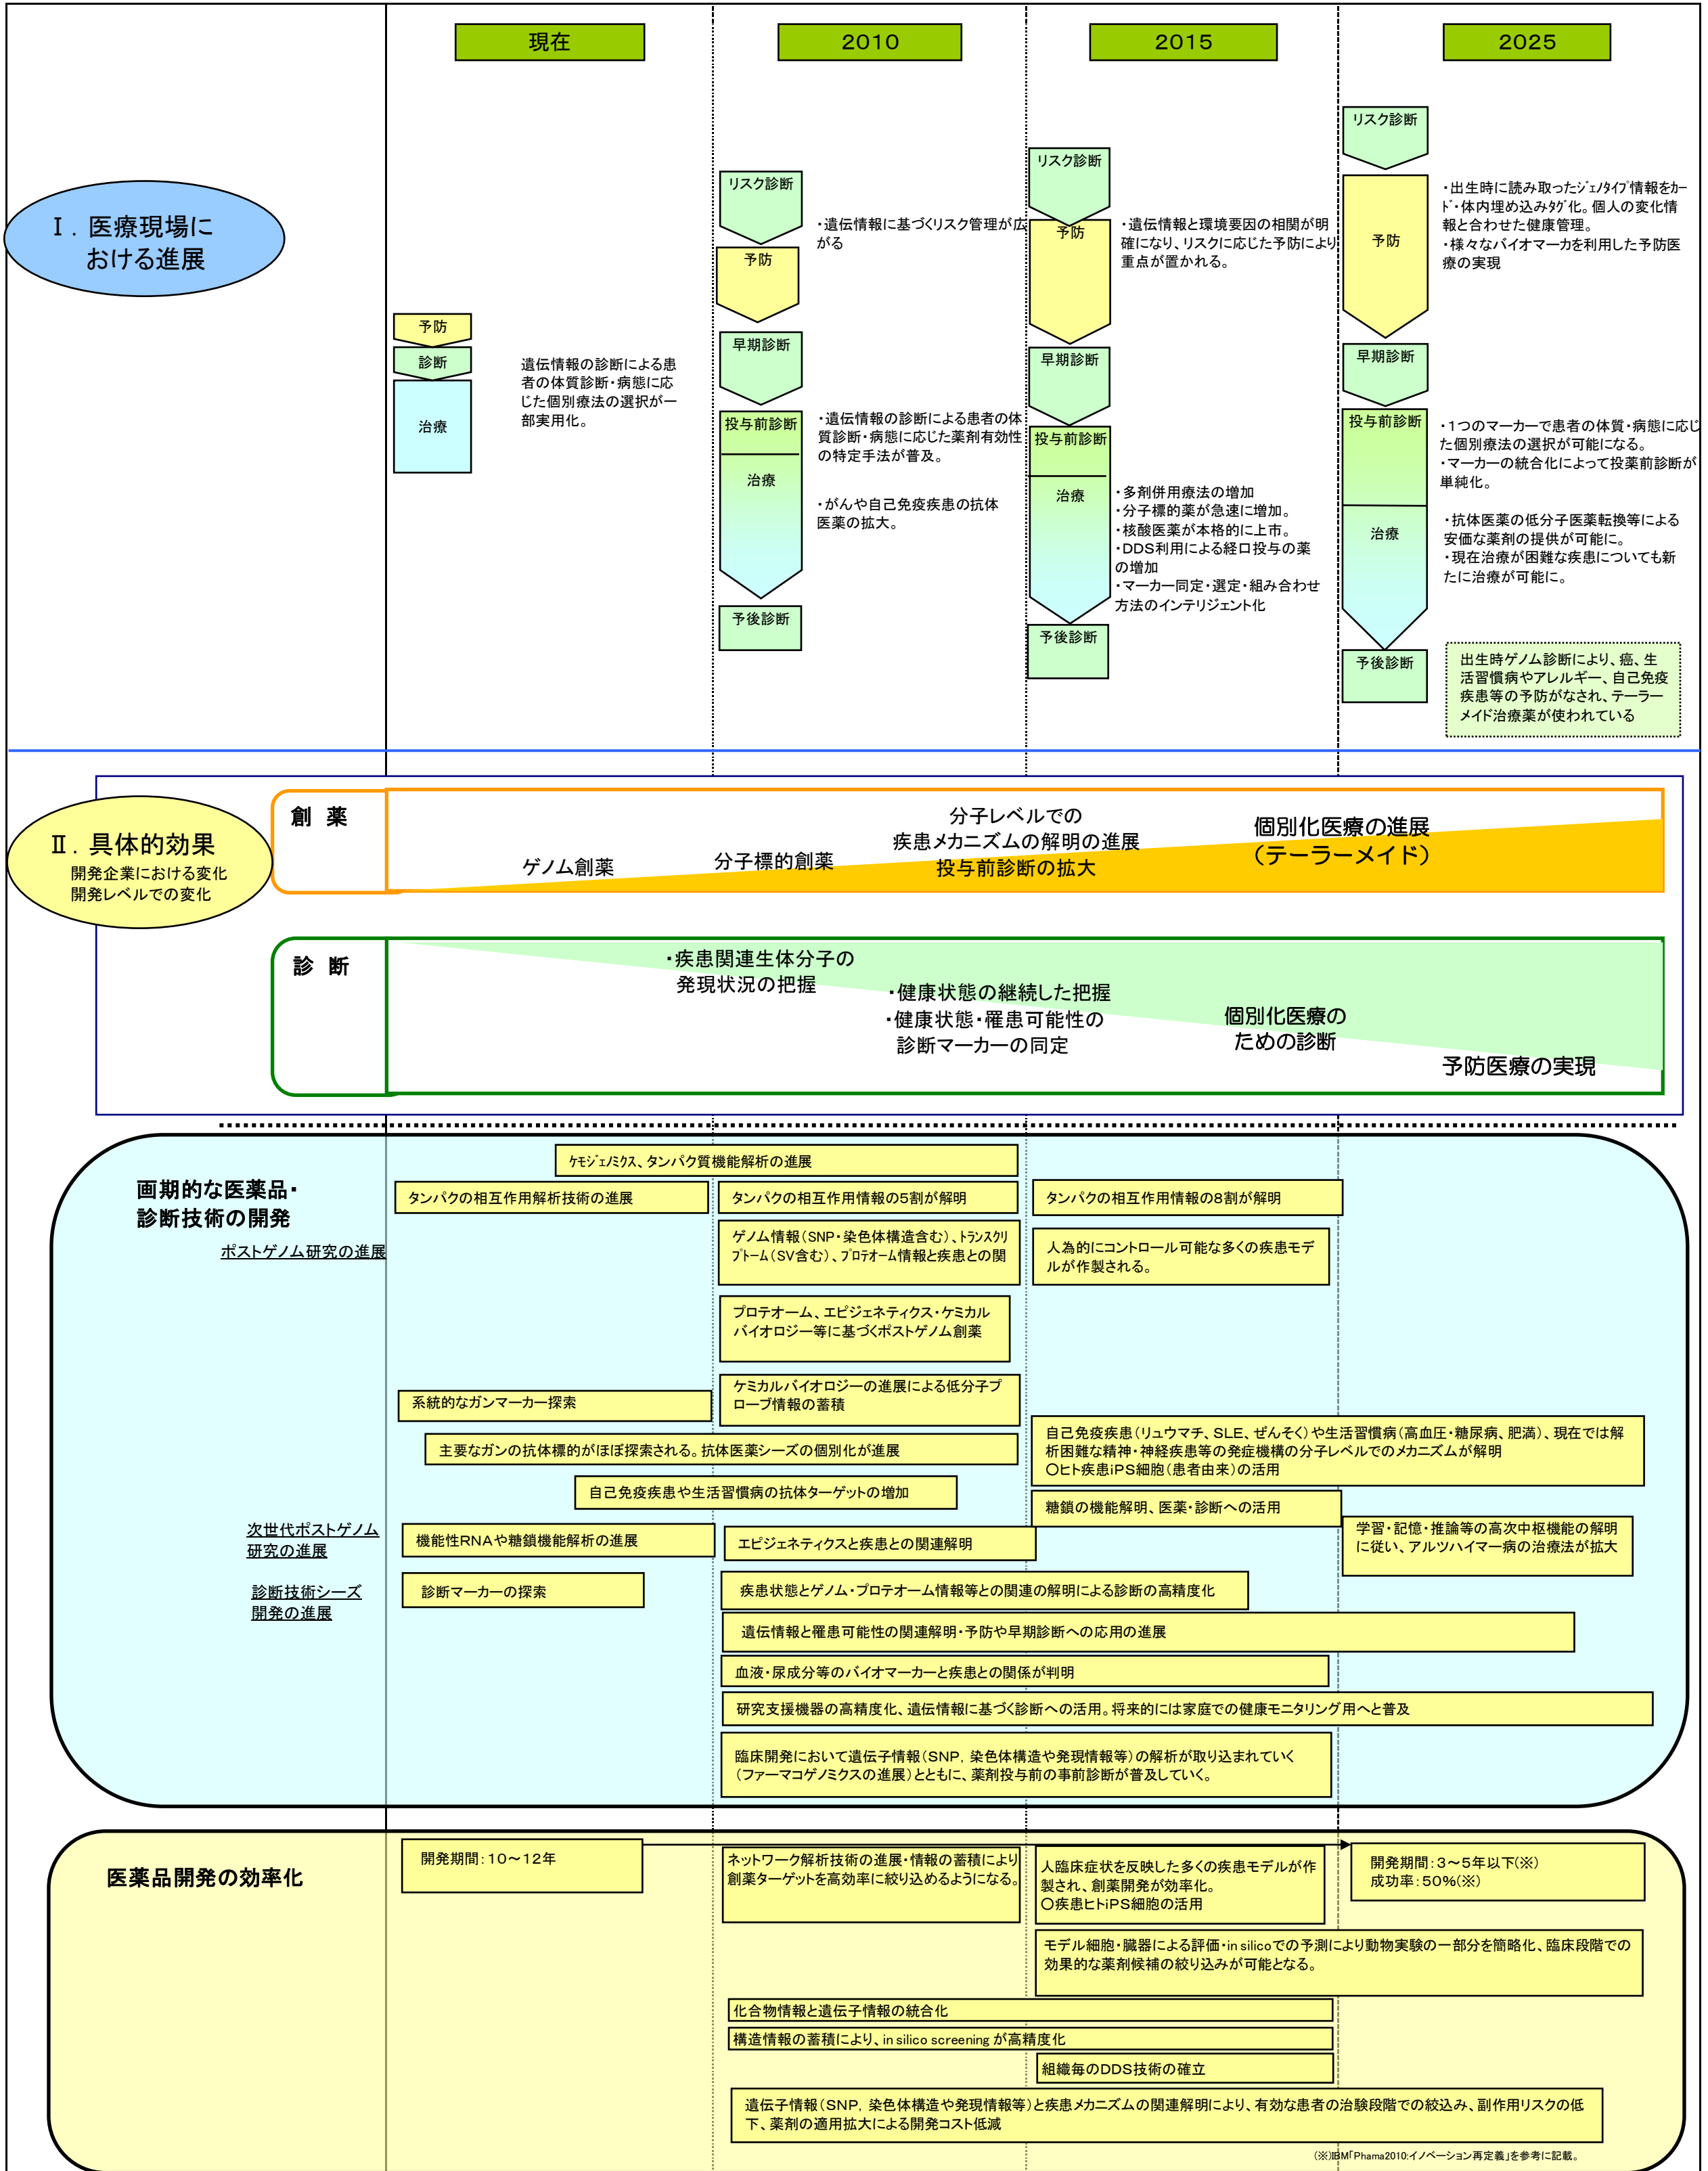 現在
2010
2015
2025
Ⅰ．医療現場に
おける進展
予防
診断
治療
遺伝情報の診断による患
者の体質診断・病態に応
じた個別療法の選択が一
部実用化。
リスク診断
予防
早期診断
投与前診断
治療
予後診断
・遺伝情報に基づくリスク管理が広
がる
・遺伝情報の診断による患者の体
質診断・病態に応じた薬剤有効性
の特定手法が普及。
・がんや自己免疫疾患の抗体
医薬の拡大。
リスク診断
予防
早期診断
投与前診断
治療
予後診断
・遺伝情報と環境要因の相関が明
確になり、リスクに応じた予防により
重点が置かれる。
・多剤併用療法の増加
・分子標的薬が急速に増加。
・核酸医薬が本格的に上市。
・DDS利用による経口投与の薬
の増加
・マーカー同定・選定・組み合わせ
方法のインテリジェント化
リスク診断
予防
早期診断
投与前診断
治療
予後診断
・出生時に読み取ったｼﾞｪﾉﾀｲﾌﾟ情報をｶｰ
ﾄﾞ・体内埋め込みﾀｸﾞ化。個人の変化情
報と合わせた健康管理。
・様々なバイオマーカを利用した予防医
療の実現
・1つのマーカーで患者の体質・病態に応じ
た個別療法の選択が可能になる。
・マーカーの統合化によって投薬前診断が
単純化。
・抗体医薬の低分子医薬転換等による
安価な薬剤の提供が可能に。
・現在治療が困難な疾患についても新
たに治療が可能に。
出生時ゲノム診断により、癌、生
活習慣病やアレルギー、自己免疫
疾患等の予防がなされ、テーラー
メイド治療薬が使われている
Ⅱ．具体的効果
開発企業における変化
開発レベルでの変化
創 薬
ゲノム創薬
分子標的創薬
分子レベルでの
疾患メカニズムの解明の進展
投与前診断の拡大
個別化医療の進展
（テーラーメイド）
診 断
・疾患関連生体分子の
発現状況の把握
・健康状態の継続した把握
・健康状態・罹患可能性の
診断マーカーの同定
個別化医療の
ための診断
予防医療の実現
画期的な医薬品・
診断技術の開発
ポストゲノム研究の進展
ｹﾓｼﾞｪﾉﾐｸｽ、タンパク質機能解析の進展
タンパクの相互作用解析技術の進展
タンパクの相互作用情報の5割が解明
タンパクの相互作用情報の8割が解明
ゲノム情報（SNP・染色体構造含む）、ﾄﾗﾝｽｸﾘ
ﾌﾟﾄｰﾑ（SV含む）、ﾌﾟﾛﾃｵｰﾑ情報と疾患との関
人為的にコントロール可能な多くの疾患モデ
ルが作製される。
プロテオーム、エピジェネティクス・ケミカル
バイオロジー等に基づくポストゲノム創薬
系統的なガンマーカー探索
ケミカルバイオロジーの進展による低分子プ
ローブ情報の蓄積
主要なガンの抗体標的がほぼ探索される。抗体医薬シーズの個別化が進展
自己免疫疾患（リュウマチ、SLE、ぜんそく）や生活習慣病（高血圧・糖尿病、肥満）、現在では解
析困難な精神・神経疾患等の発症機構の分子レベルでのメカニズムが解明
○ヒト疾患iPS細胞（患者由来）の活用
自己免疫疾患や生活習慣病の抗体ターゲットの増加
糖鎖の機能解明、医薬・診断への活用
次世代ポストゲノム
研究の進展
機能性RNAや糖鎖機能解析の進展
エピジェネティクスと疾患との関連解明
学習・記憶・推論等の高次中枢機能の解明
に従い、アルツハイマー病の治療法が拡大
診断技術シーズ
開発の進展
診断マーカーの探索
疾患状態とゲノム・プロテオーム情報等との関連の解明による診断の高精度化
遺伝情報と罹患可能性の関連解明・予防や早期診断への応用の進展
血液・尿成分等のバイオマーカーと疾患との関係が判明
研究支援機器の高精度化、遺伝情報に基づく診断への活用。将来的には家庭での健康モニタリング用へと普及
臨床開発において遺伝子情報（SNP，染色体構造や発現情報等）の解析が取り込まれていく
（ファーマコゲノミクスの進展）とともに、薬剤投与前の事前診断が普及していく。
医薬品開発の効率化
開発期間：10～12年
ネットワーク解析技術の進展・情報の蓄積により
創薬ターゲットを高効率に絞り込めるようになる。
人臨床症状を反映した多くの疾患モデルが作
製され、創薬開発が効率化。
○疾患ヒトiPS細胞の活用
開発期間：3～5年以下（※）
成功率：50%（※）
モデル細胞・臓器による評価・in silicoでの予測により動物実験の一部分を簡略化、臨床段階での
効果的な薬剤候補の絞り込みが可能となる。
化合物情報と遺伝子情報の統合化
構造情報の蓄積により、in silico screening が高精度化
組織毎のDDS技術の確立
遺伝子情報（SNP，染色体構造や発現情報等）と疾患メカニズムの関連解明により、有効な患者の治験段階での絞込み、副作用リスクの低
下、薬剤の適用拡大による開発コスト低減
（※）IBM「Phama2010:イノベーション再定義」を参考に記載。